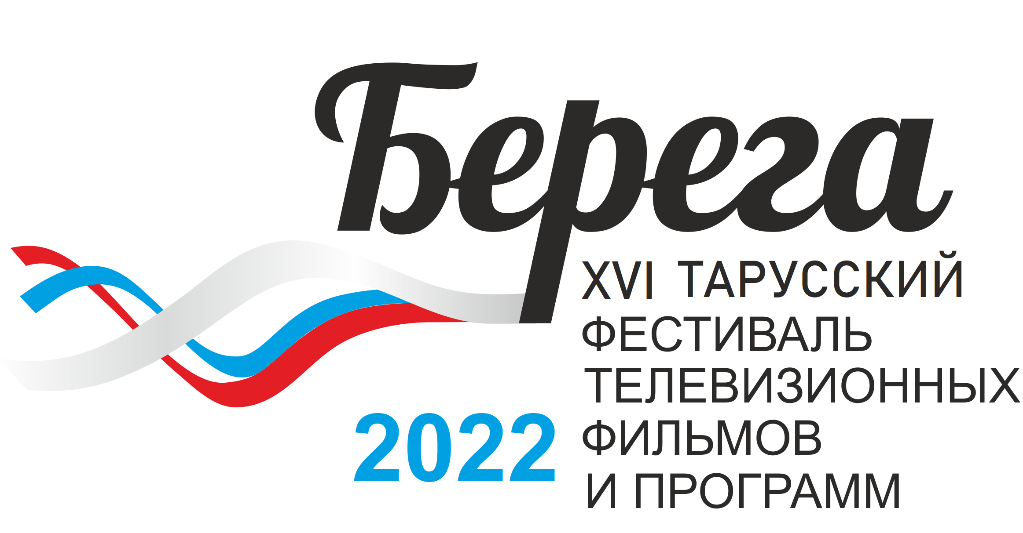 Берега
XVI ТАРУССКИЙ
ФЕСТИВАЛЬ
ТЕЛЕВИЗИОННЫХ
ФИЛЬМОВ
И ПРОГРАММ
2022